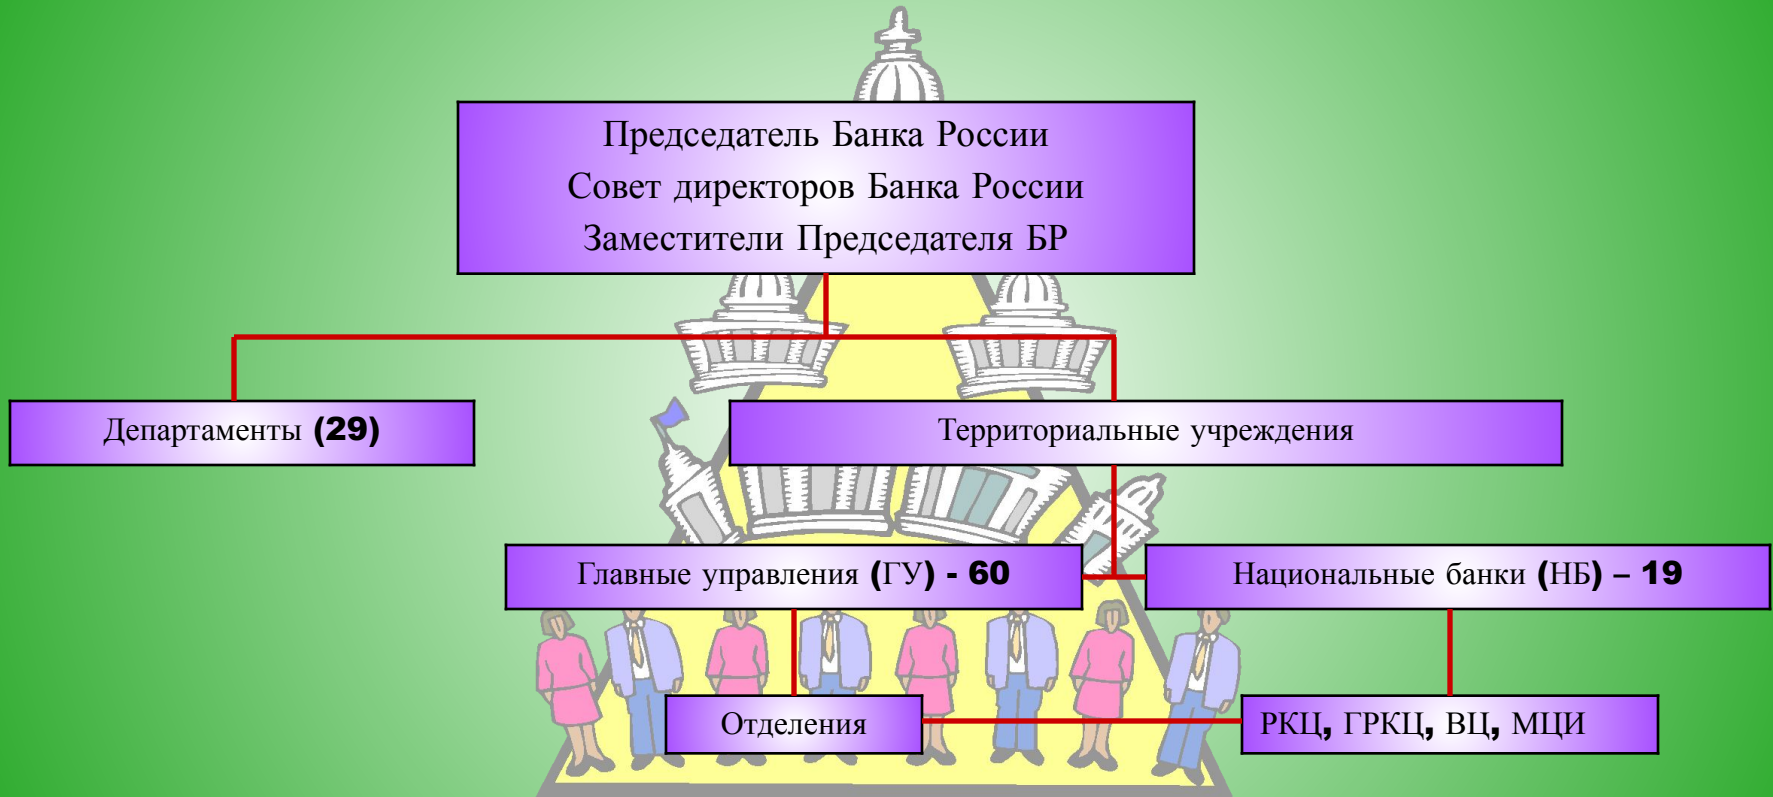 Председатель Банка России
Совет директоров Банка России
Заместители Председателя БР
Департаменты (29)
Территориальные учреждения
Главные управления (ГУ) - 60
Национальные банки (НБ) – 19
Отделения
РКЦ, ГРКЦ, ВЦ, МЦИ